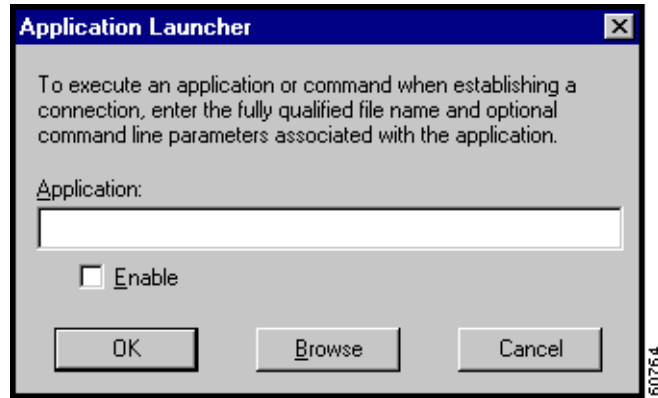 Application Launcher
To execute an application or command when establishing a
connection, enter the fully qualified file name and optional
command line parameters associated with the application.
Application:
Enable
OK Browse Cancel
60764